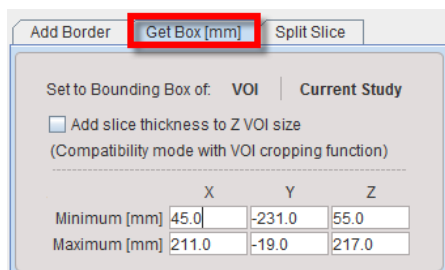 Add Border Get Box [mm] Split Slice
Set to Bounding Box of: VOI Current Study
Add slice thickness to Z VOI size
(Compatibility mode with VOI cropping function)
X Y Z
Minimum [mm] 45.0 -231.0 55.0
Maximum [mm] 211.0 -19.0 217.0